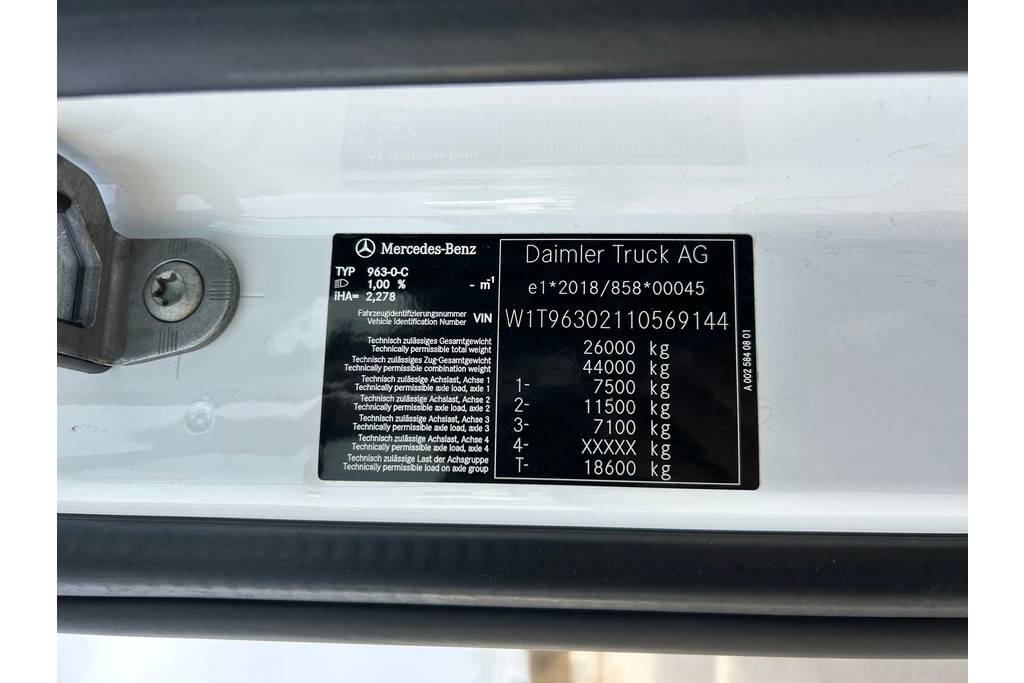 Mercedes-Benz
TYP 963-0-C
1,00 % - m⁻¹
iHA= 2,278
Fahrzeugidentifizierungsnummer
Vehicle Identification Number VIN
Technisch zulässiges Gesamtgewicht
Technically permissible total weight
Technisch zulässiges Zug-Gesamtgewicht
Technically permissible combination weight
Technisch zulässige Achslast, Achse 1
Technically permissible axle load, axle 1
Technisch zulässige Achslast, Achse 2
Technically permissible axle load, axle 2
Technisch zulässige Achslast, Achse 3
Technically permissible axle load, axle 3
Technisch zulässige Achslast, Achse 4
Technically permissible axle load, axle 4
Technisch zulässige Last der Achsgruppe
Technically permissible load on axle group
Daimler Truck AG
e1*2018/858*00045
W1T96302110569144
26000 kg
44000 kg
1- 7500 kg
2- 11500 kg
3- 7100 kg
4- XXXXX kg
T- 18600 kg
A 002 584 08 01